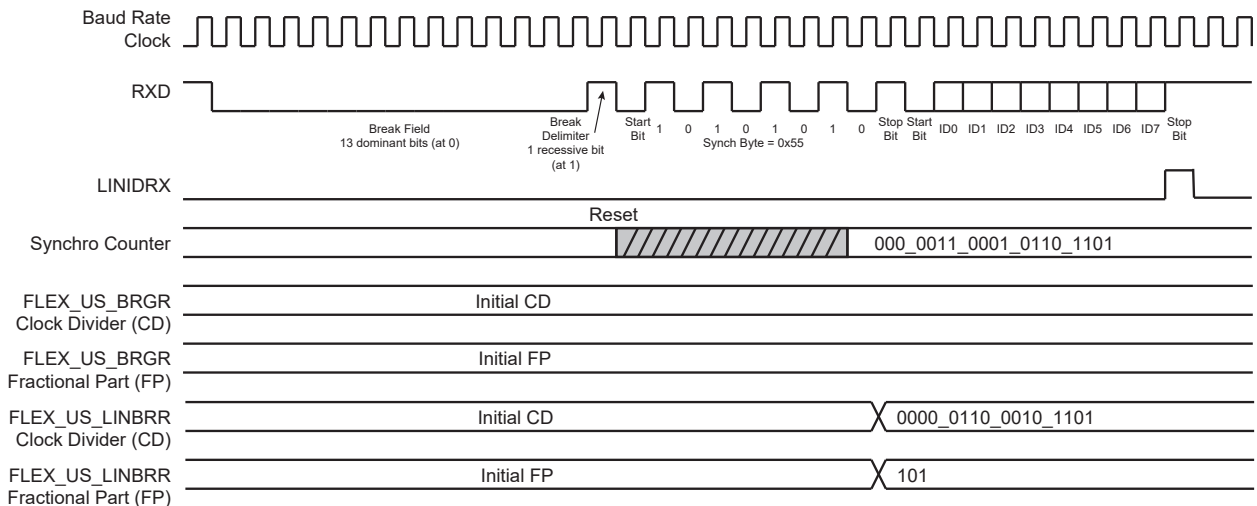 Baud Rate
Clock
RXD
Break Field
13 dominant bits (at 0)
Break
Delimiter
1 recessive bit
(at 1)
Start
Bit
1 0 1 0 1 0 1 0
Synch Byte = 0x55
Stop
Bit
Start
Bit
ID0 ID1 ID2 ID3 ID4 ID5 ID6 ID7
Stop
Bit
LINIDRX
Reset
Synchro Counter
000_0011_0001_0110_1101
FLEX_US_BRGR
Clock Divider (CD)
Initial CD
FLEX_US_BRGR
Fractional Part (FP)
Initial FP
FLEX_US_LINBRR
Clock Divider (CD)
Initial CD
0000_0110_0010_1101
FLEX_US_LINBRR
Fractional Part (FP)
Initial FP
101